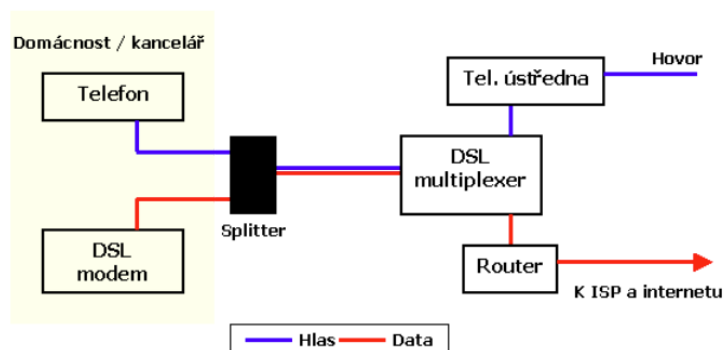 Domácnost / kancelář
Telefon
DSL
modem
Splitter
DSL
multiplexer
Tel. ústředna
Hovor
Router
K ISP a internetu
Hlas
Data